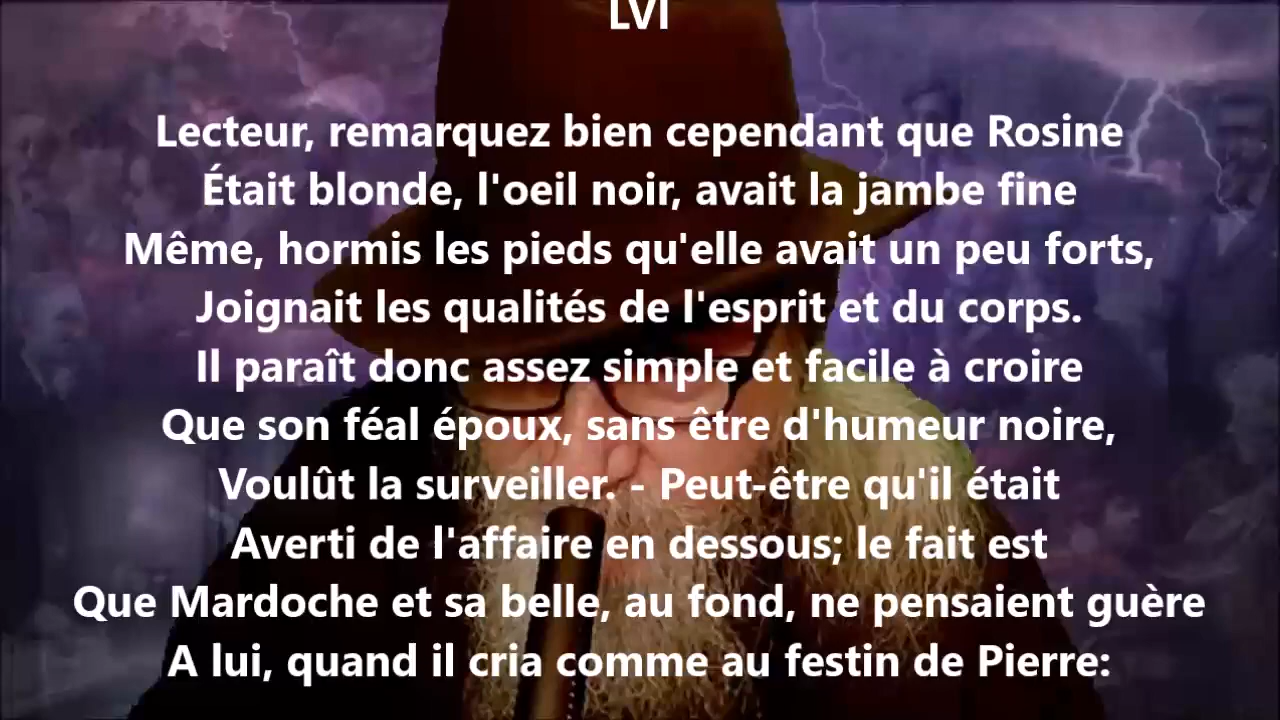 LVI
Lecteur, remarquez bien cependant que Rosine
Était blonde, l'oeil noir, avait la jambe fine
Même, hormis les pieds qu'elle avait un peu forts,
Joignait les qualités de l'esprit et du corps.
Il paraît donc assez simple et facile à croire
Que son féal époux, sans être d'humeur noire,
Voulût la surveiller. - Peut-être qu'il était
Averti de l'affaire en dessous; le fait est
Que Mardoche et sa belle, au fond, ne pensaient guère
A lui, quand il cria comme au festin de Pierre: